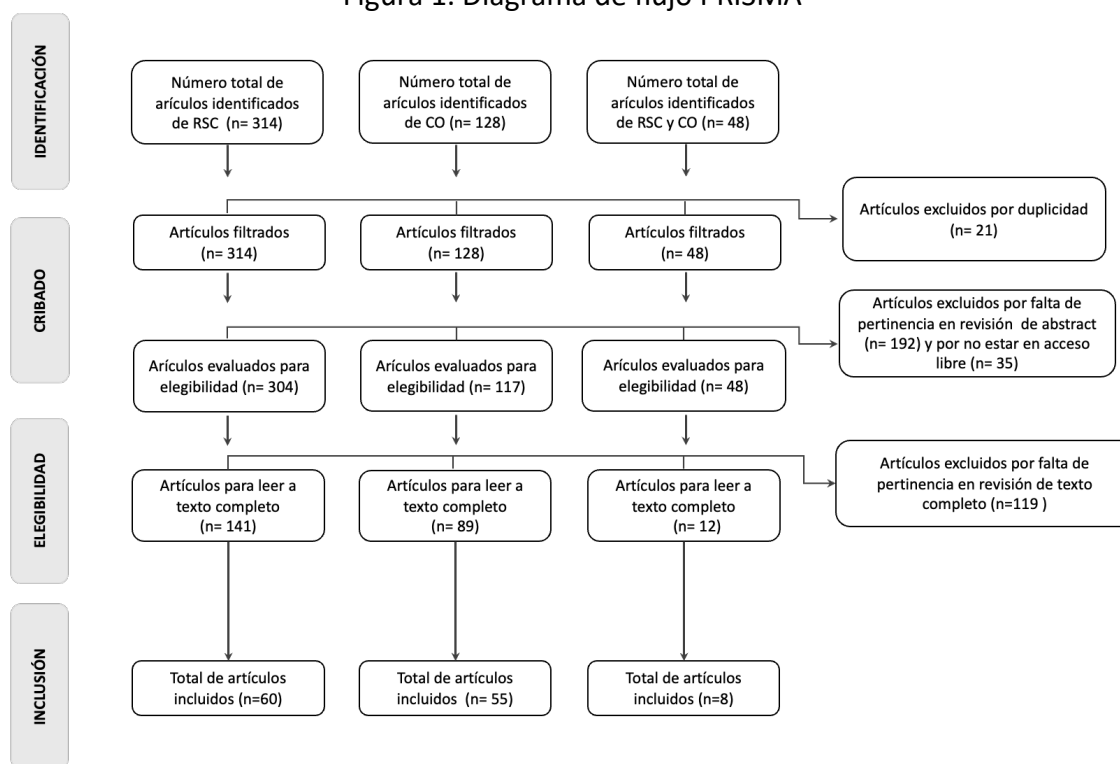 Figura 1. Diagrama de flujo PRISMA
IDENTIFICACIÓN
Número total de
arículos identificados
de RSC (n= 314)
Número total de
arículos identificados
de CO (n= 128)
Número total de
arículos identificados
de RSC y CO (n= 48)
Artículos excluidos por duplicidad
(n= 21)
CRIBADO
Artículos filtrados
(n= 314)
Artículos filtrados
(n= 128)
Artículos filtrados
(n= 48)
Artículos excluidos por falta de
pertinencia en revisión de abstract
(n= 192) y por no estar en acceso
libre (n= 35)
Arículos evaluados para
elegibilidad (n= 304)
Arículos evaluados para
elegibilidad (n= 117)
Arículos evaluados para
elegibilidad (n= 48)
ELEGIBILIDAD
Artículos para leer a
texto completo
(n= 141)
Artículos para leer a
texto completo
(n= 89)
Artículos para leer a
texto completo
(n= 12)
Artículos excluidos por falta de
pertinencia en revisión de texto
completo (n=119 )
INCLUSIÓN
Total de artículos
incluidos (n=60)
Total de artículos
incluidos (n= 55)
Total de artículos
incluidos (n=8)